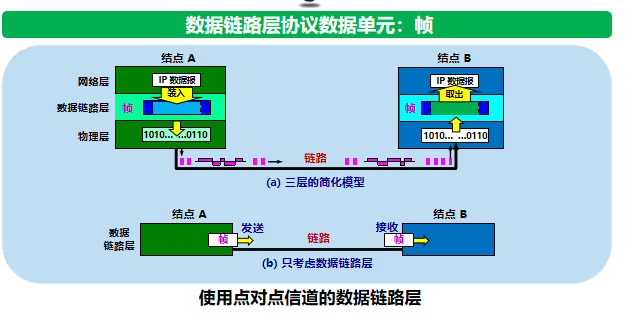 数据链路层协议数据单元：帧
结点 A
结点 B
网络层
IP 数据报
IP 数据报
装入
取出
数据链路层
帧
帧
物理层
1010… …0110
1010… …0110
链路
(a) 三层的简化模型
结点 A
结点 B
数据
链路层
发送
接收
帧
链路
帧
(b) 只考虑数据链路层
使用点对点信道的数据链路层